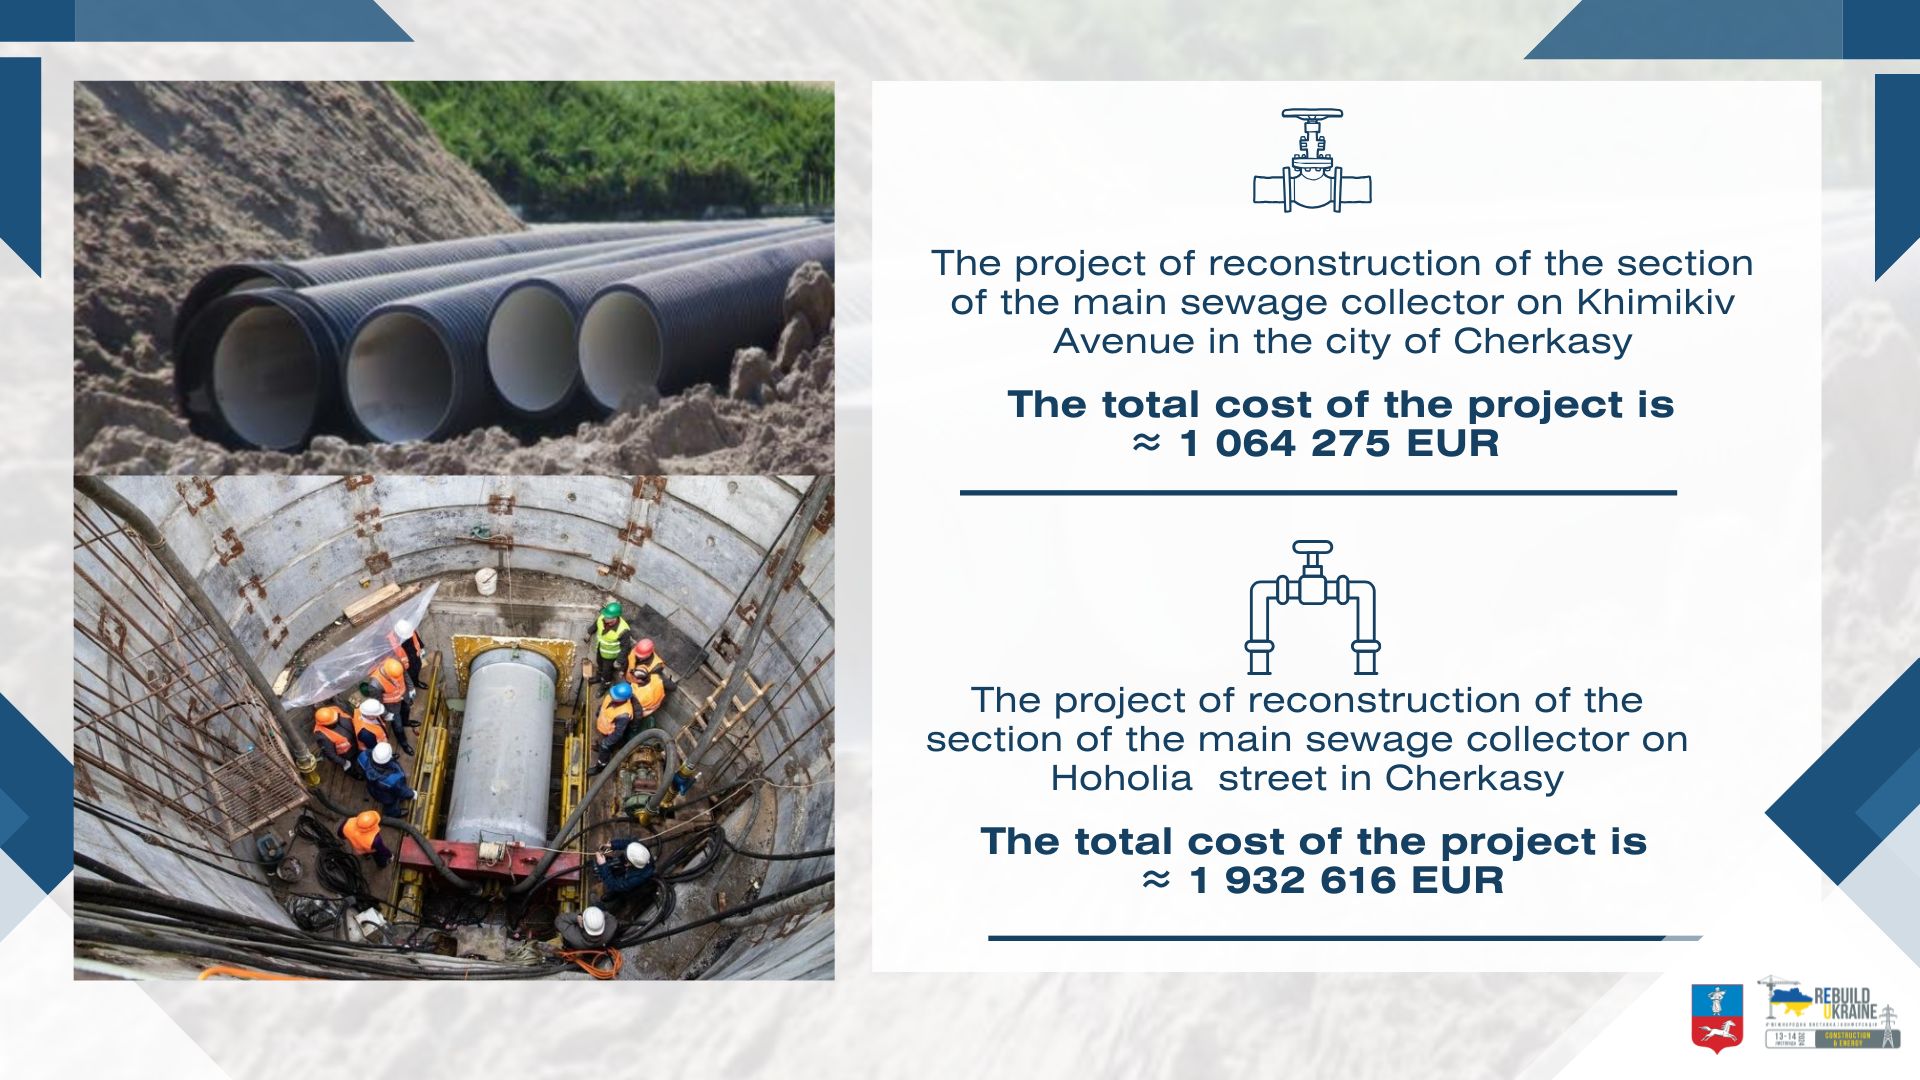 The project of reconstruction of the section
of the main sewage collector on Khimikiv
Avenue in the city of Cherkasy
The total cost of the project is
≈ 1 064 275 EUR
The project of reconstruction of the
section of the main sewage collector on
Hoholia street in Cherkasy
The total cost of the project is
≈ 1 932 616 EUR
REBUILD
UKRAINE
13-14
CONSTRUCTION
& ENERGY